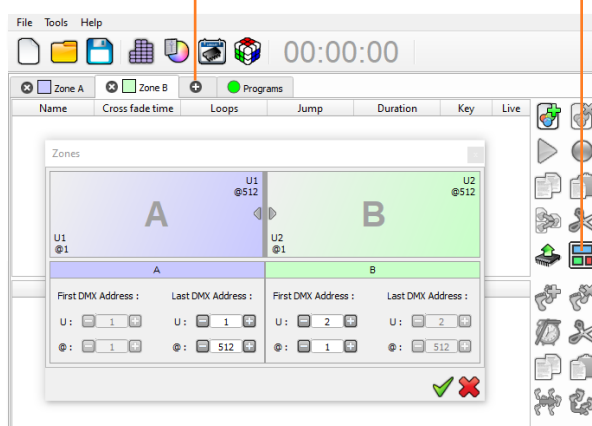 File Tools Help
00:00:00
Zone A Zone B Programs
Name Cross fade time Loops Jump Duration Key Live
Zones
U1
@512
A
U1
@1
U2
@512
B
U2
@1
A B
First DMX Address : Last DMX Address : First DMX Address : Last DMX Address :
U : 1 U : 1 U : 2 U : 2
@ : 1 @ : 512 @ : 1 @ : 512